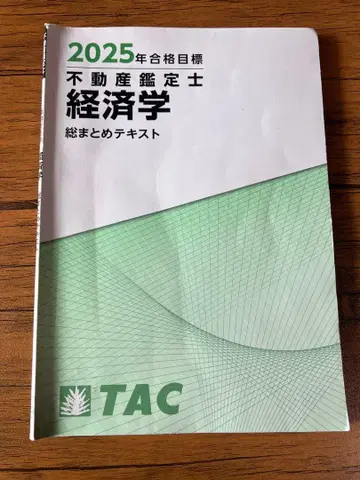 2025年合格目標
不動産鑑定士
経済学
総まとめテキスト
TAC